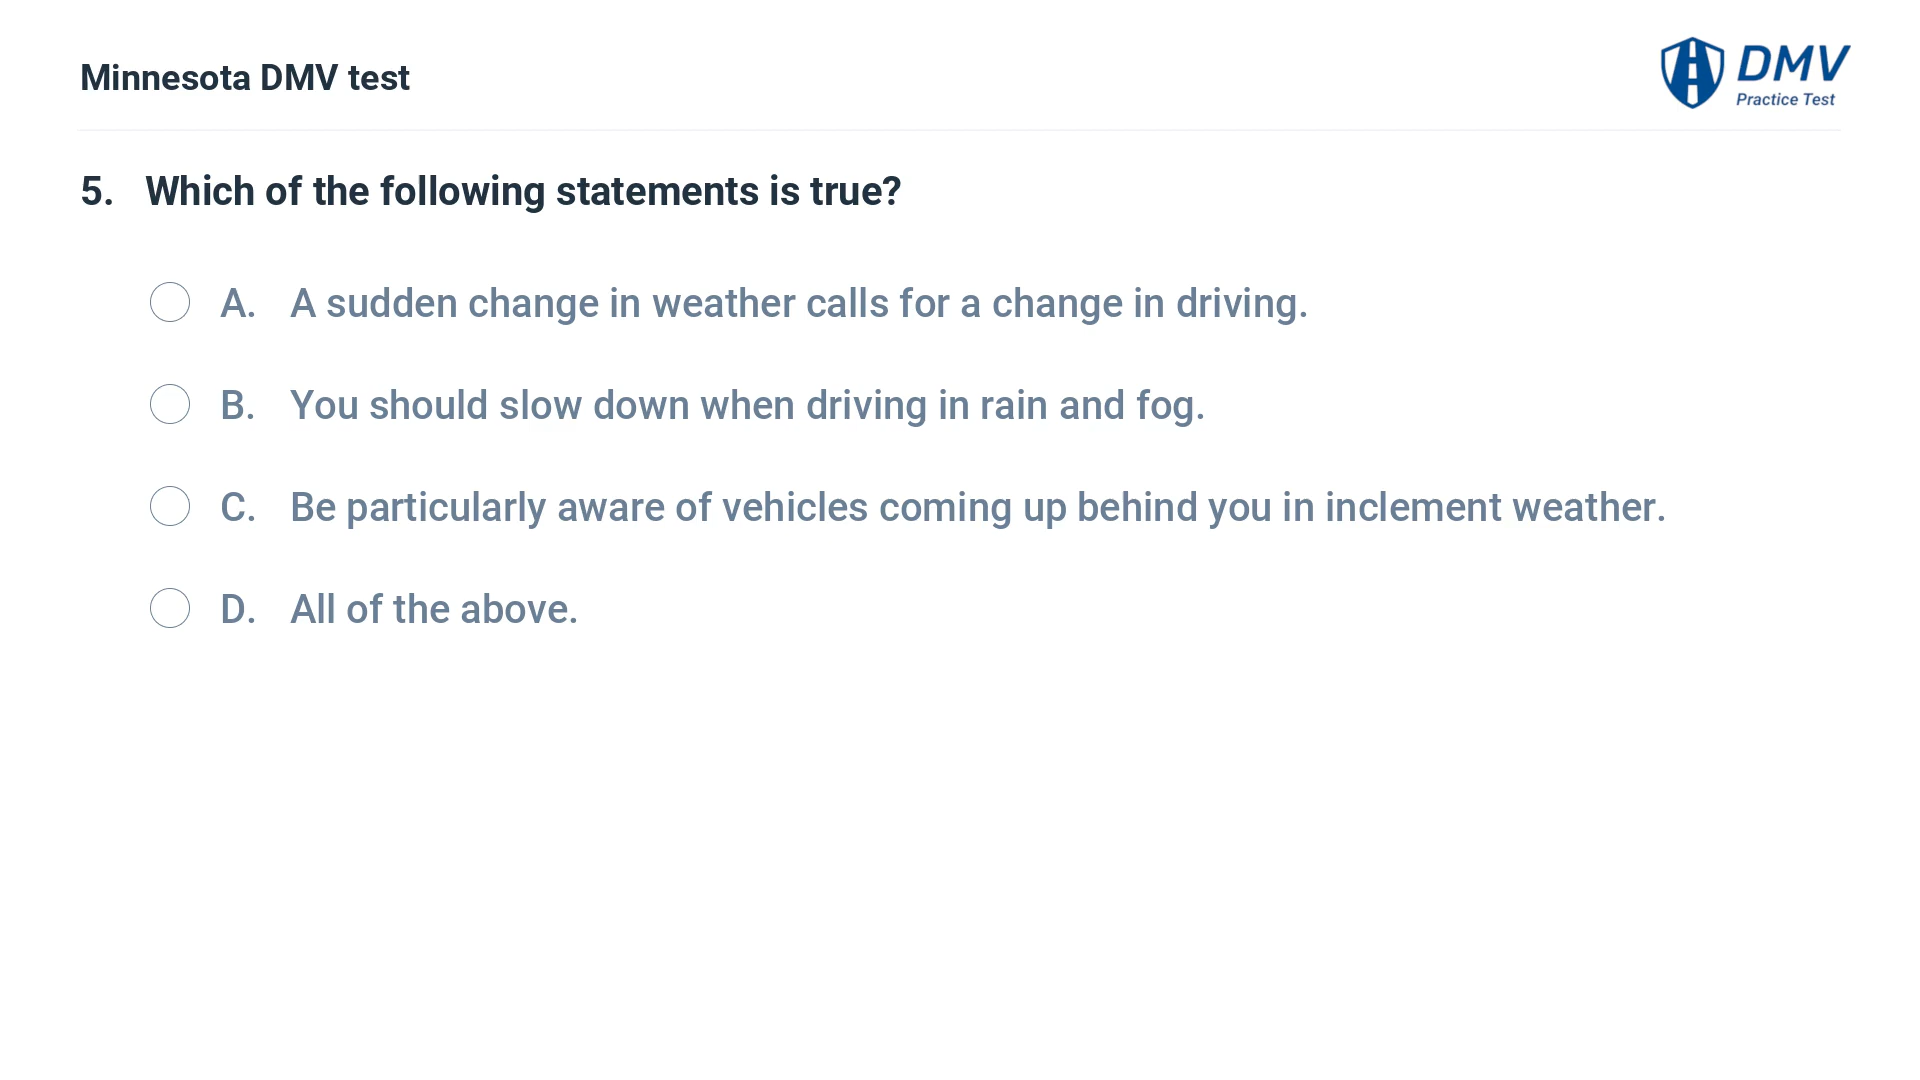 Minnesota DMV test
DMV
Practice Test
5. Which of the following statements is true?
A. A sudden change in weather calls for a change in driving.
B. You should slow down when driving in rain and fog.
C. Be particularly aware of vehicles coming up behind you in inclement weather.
D. All of the above.